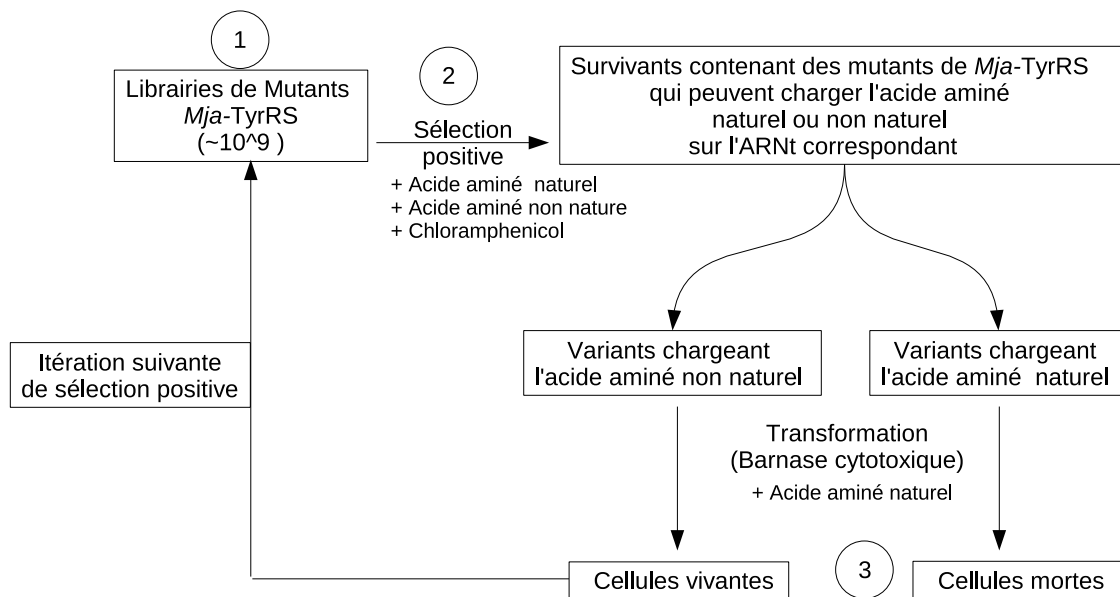 1
Librairies de Mutants
Mja-TyrRS
(~10^9 )
2
Sélection
positive
+ Acide aminé naturel
+ Acide aminé non nature
+ Chloramphenicol
Survivants contenant des mutants de Mja-TyrRS
qui peuvent charger l'acide aminé
naturel ou non naturel
sur l'ARNt correspondant
Itération suivante
de sélection positive
Variants chargeant
l'acide aminé non naturel
Variants chargeant
l'acide aminé naturel
Transformation
(Barnase cytotoxique)
+ Acide aminé naturel
Cellules vivantes
3
Cellules mortes